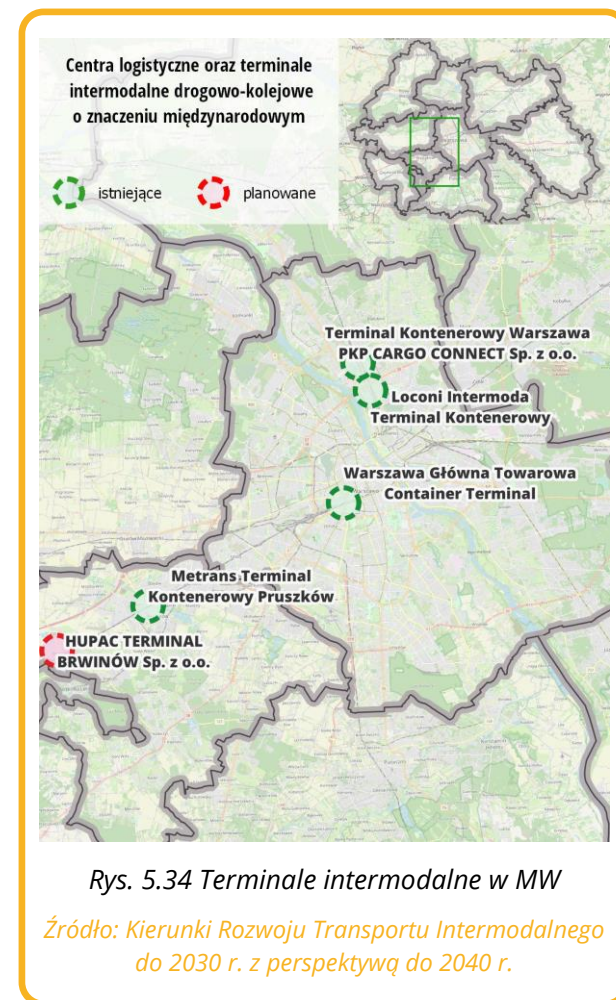 Centra logistyczne oraz terminale
intermodalne drogowo-kolejowe
o znaczeniu międzynarodowym
istniejące
planowane
Terminal Kontenerowy Warszawa
PKP CARGO CONNECT Sp. z o.o.
Loconi Intermoda
Terminal Kontenerowy
Warszawa Główna Towarowa
Container Terminal
Metrans Terminal
Kontenerowy Pruszków
HUPAC TERMINAL
BRWINÓW Sp. z o.o.
Rys. 5.34 Terminale intermodalne w MW
Źródło: Kierunki Rozwoju Transportu Intermodalnego
do 2030 r. z perspektywą do 2040 r.